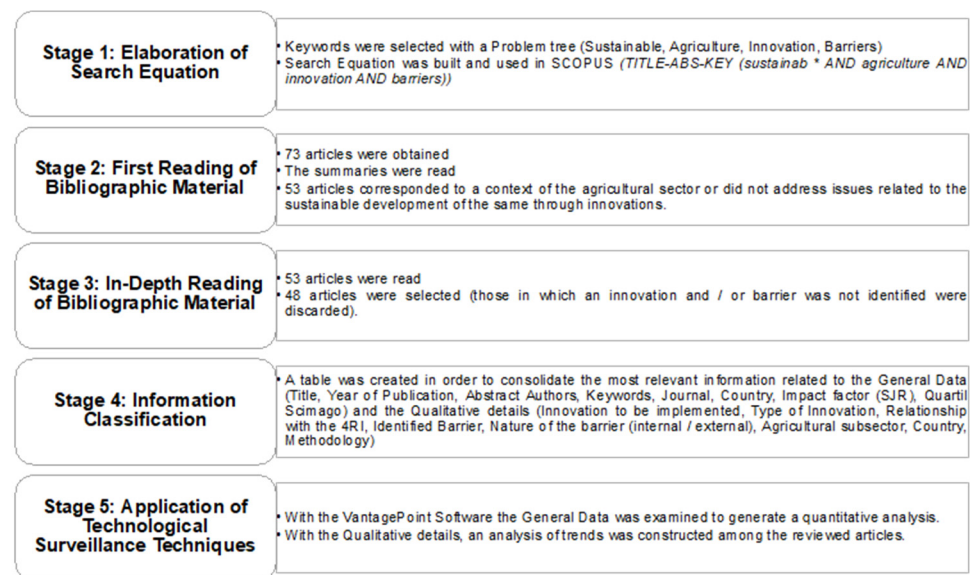 Stage 1: Elaboration of
Search Equation
• Keywords were selected with a Problem tree (Sustainable, Agriculture, Innovation, Barriers)
• Search Equation was built and used in SCOPUS (TITLE-ABS-KEY (sustainab * AND agriculture AND
innovation AND barriers))
Stage 2: First Reading of
Bibliographic Material
• 73 articles were obtained
• The summaries were read
• 53 articles corresponded to a context of the agricultural sector or did not address issues related to the
sustainable development of the same through innovations.
Stage 3: In-Depth Reading
of Bibliographic Material
• 53 articles were read
• 48 articles were selected (those in which an innovation and / or barrier was not identified were
discarded).
Stage 4: Information
Classification
• A table was created in order to consolidate the most relevant information related to the General Data
(Title, Year of Publication, Abstract Authors, Keywords, Journal, Country, Impact factor (SJR), Quartil
Scimago) and the Qualitative details (Innovation to be implemented, Type of Innovation, Relationship
with the 4RI, Identified Barrier, Nature of the barrier (internal / external), Agricultural subsector, Country,
Methodology)
Stage 5: Application of
Technological
Surveillance Techniques
• With the VantagePoint Software the General Data was examined to generate a quantitative analysis.
• With the Qualitative details, an analysis of trends was constructed among the reviewed articles.